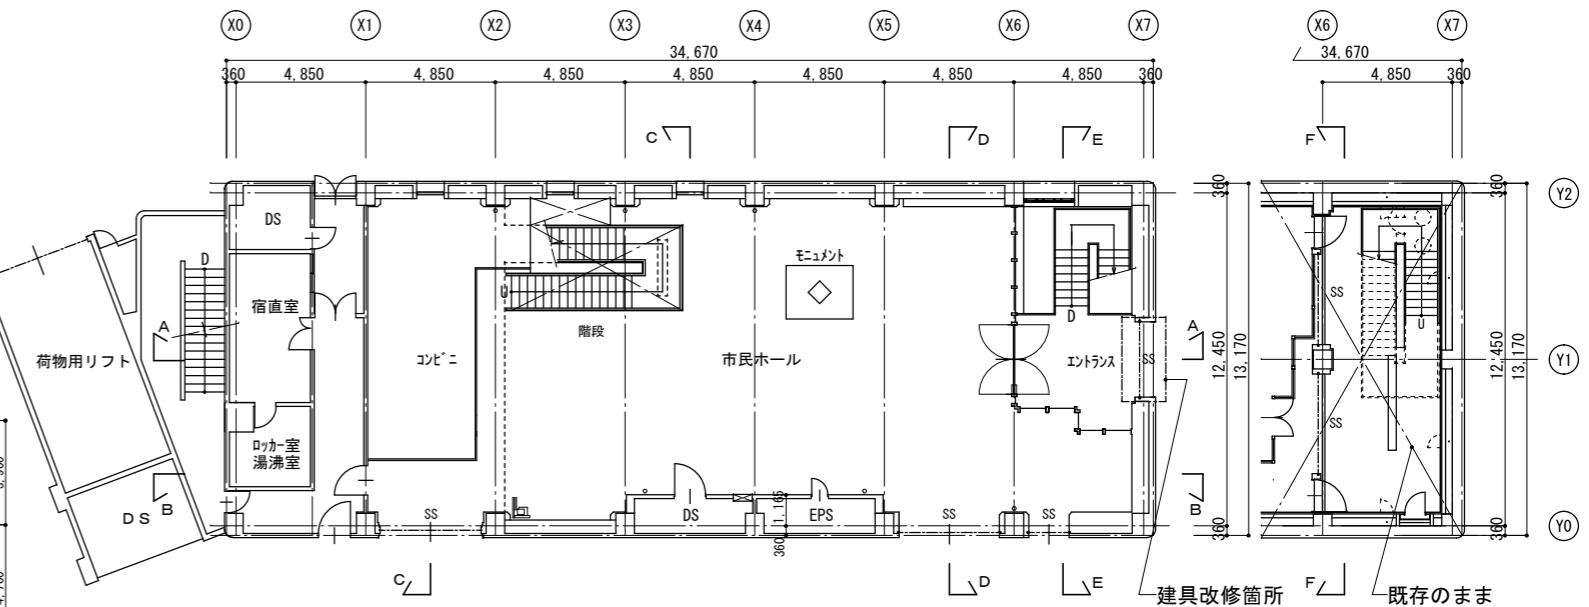 X0 X1 X2 X3 X4 X5 X6 X7 X6 X7
34,670 34,670
360 4,850 4,850 4,850 4,850 4,850 4,850 4,850 360 4,850 360
C D E F
360 360 Y2
DS
D
宿直室
モニュメント
SS
U
U
階段
D
A A
荷物用リフト コンビニ 市民ホール エントランス SS 12,450 13,170 12,450 13,170 Y1
SS
ロッカー室
湯沸室
B B
DS SS DS 1,165 EPS SS SS
360 360 360 Y0
C D E F
建具改修箇所 既存のまま